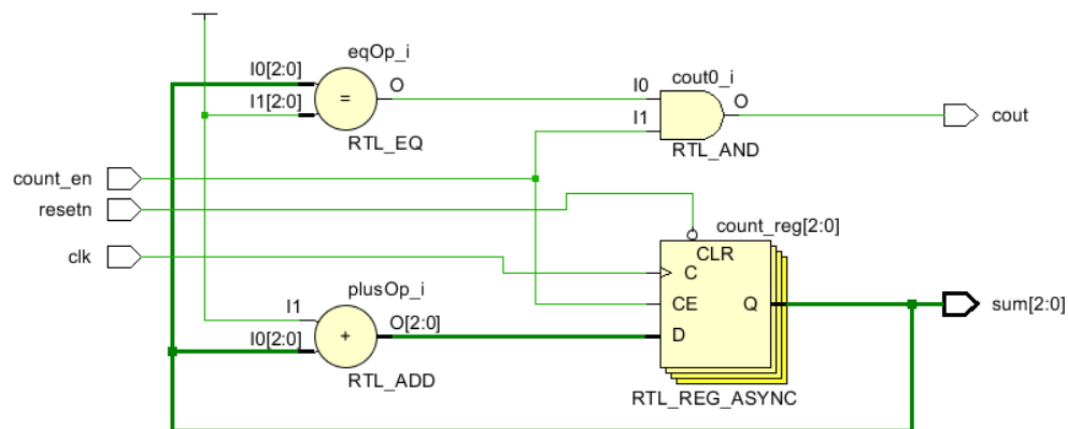 eqOp_i
I0[2:0]
I1[2:0]
=
O
RTL_EQ
cout0_i
I0
I1
O
RTL_AND
cout
count_en
resetn
clk
count_reg[2:0]
CLR
C
CE
D
Q
RTL_REG_ASYNC
sum[2:0]
plusOp_i
I1
I0[2:0]
+
O[2:0]
RTL_ADD